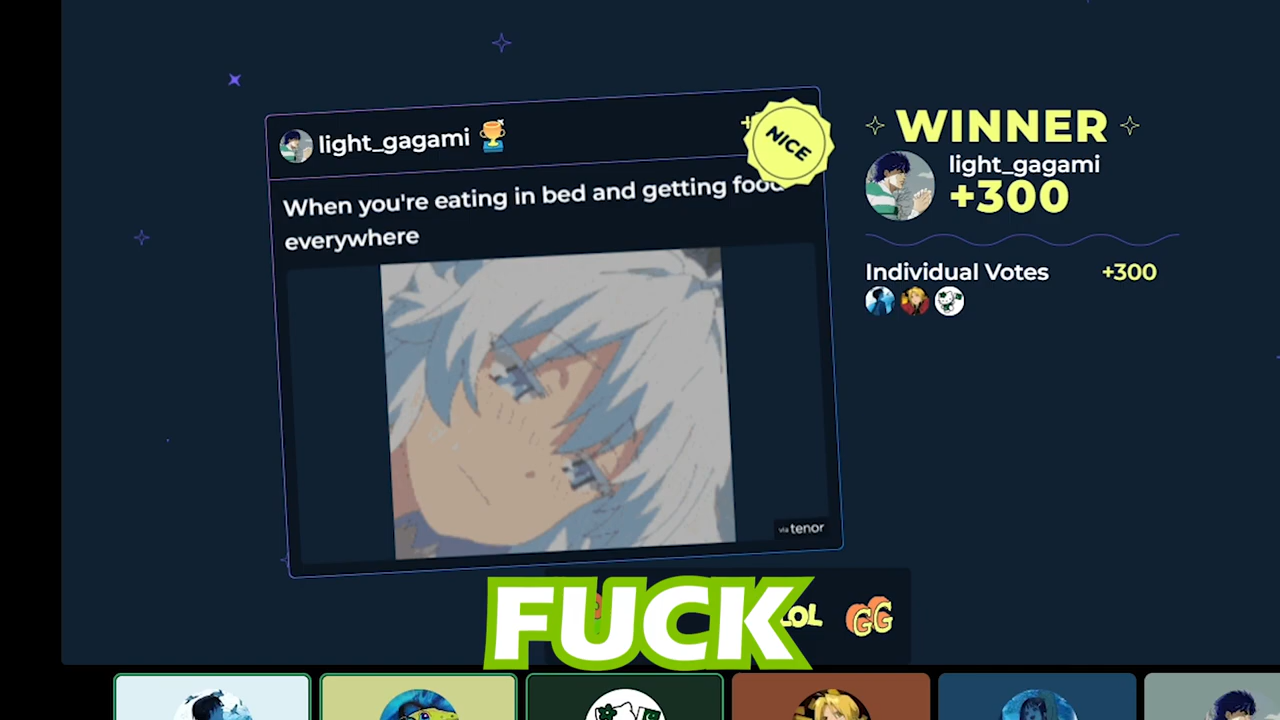 light_gagami
NICE
When you're eating in bed and getting food
everywhere
via tenor
WINNER
light_gagami
+300
Individual Votes +300
FUCK
LOL
GG